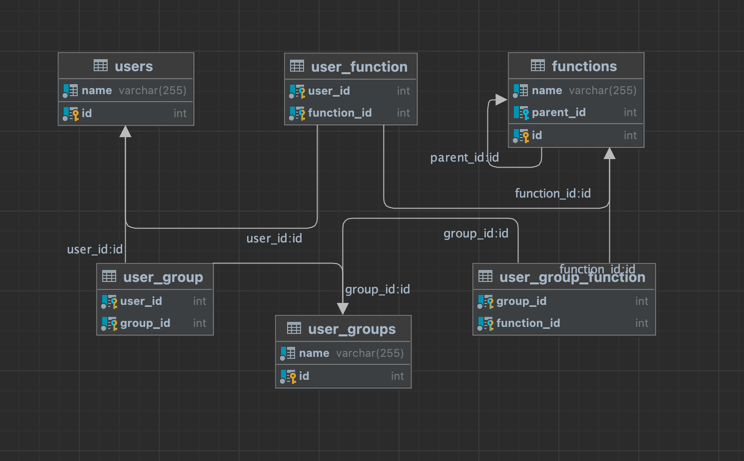 users
name varchar(255)
id int
user_function
user_id int
function_id int
functions
name varchar(255)
parent_id int
id int
parent_id:id
function_id:id
user_id:id
group_id:id
user_id:id
function_id:id
group_id:id
user_group
user_id int
group_id int
user_groups
name varchar(255)
id int
user_group_function
group_id int
function_id int